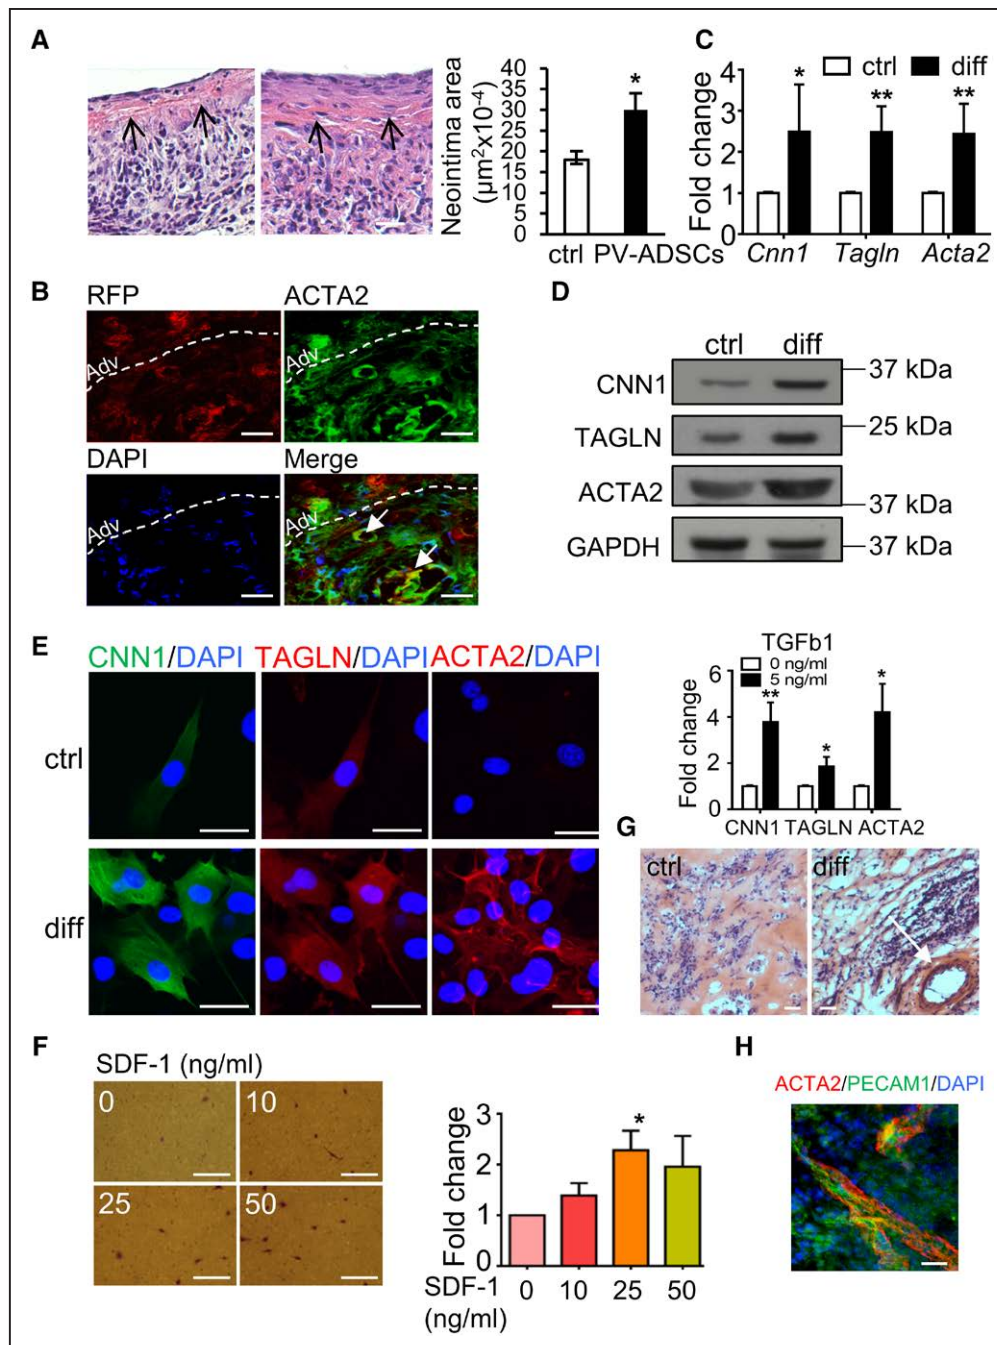 A
Neointima area
(µm²x10⁻⁴)
40
35
30
25
20
15
10
5
0
*
ctrl PV-ADSCs
C
ctrl diff
Fold change
4
3
2
1
0
* ** **
Cnn1 Tagln Acta2
B
RFP ACTA2
Adv
DAPI Merge
Adv Adv
D
ctrl diff
CNN1 37 kDa
TAGLN 25 kDa
ACTA2 37 kDa
GAPDH 37 kDa
E
CNN1/DAPI TAGLN/DAPI ACTA2/DAPI
ctrl
diff
TGFb1
0 ng/ml
5 ng/ml
Fold change
6
4
2
0
** * *
CNN1 TAGLN ACTA2
G
ctrl diff
F
SDF-1 (ng/ml)
0 10
25 50
Fold change
3
2
1
0
*
SDF-1 0 10 25 50
(ng/ml)
H
ACTA2/PECAM1/DAPI